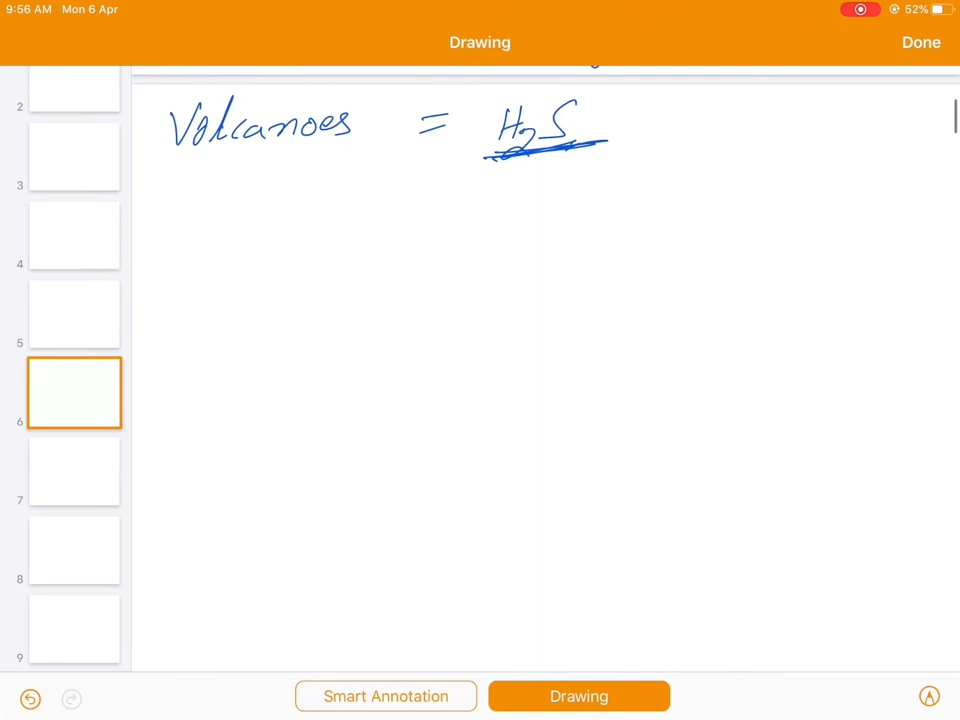 9:56 AM Mon 6 Apr
52%
Drawing
Done
Volcanoes = H2S
2
3
4
5
6
7
8
9
Smart Annotation
Drawing